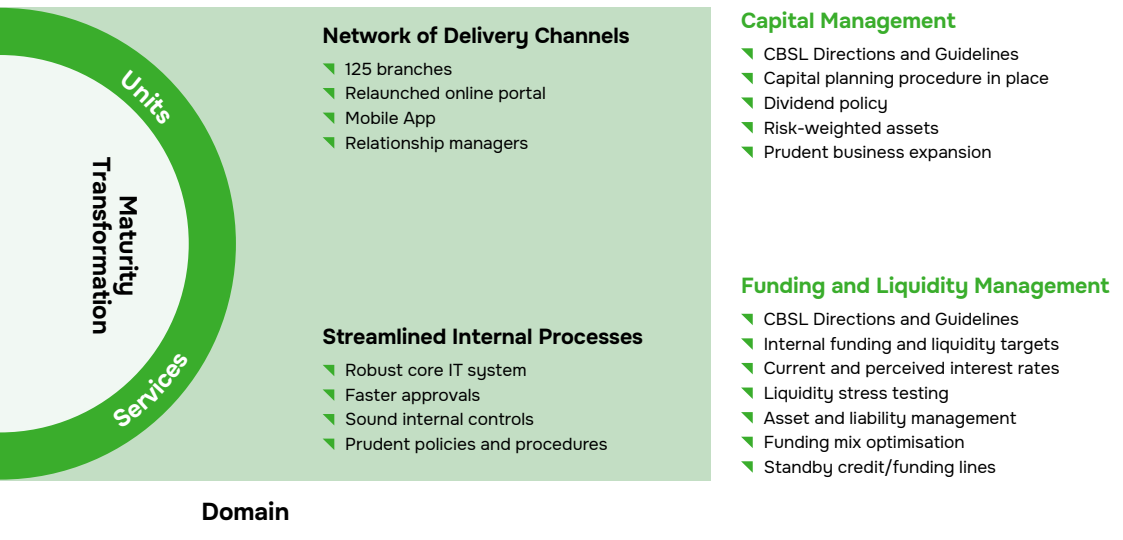 Units
Maturity
Transformation
Services
Network of Delivery Channels
125 branches
Relaunched online portal
Mobile App
Relationship managers
Streamlined Internal Processes
Robust core IT system
Faster approvals
Sound internal controls
Prudent policies and procedures
Domain
Capital Management
CBSL Directions and Guidelines
Capital planning procedure in place
Dividend policy
Risk-weighted assets
Prudent business expansion
Funding and Liquidity Management
CBSL Directions and Guidelines
Internal funding and liquidity targets
Current and perceived interest rates
Liquidity stress testing
Asset and liability management
Funding mix optimisation
Standby credit/funding lines